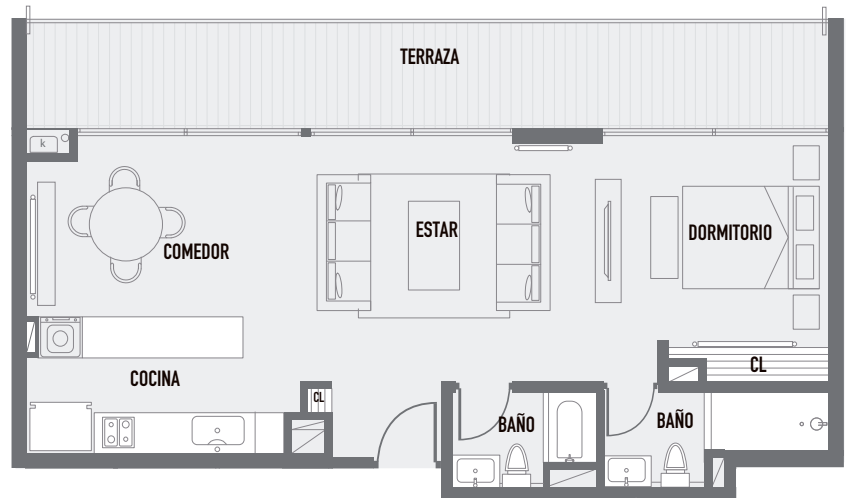 TERRAZA
k
COMEDOR
ESTAR
DORMITORIO
COCINA
CL
CL
BAÑO
BAÑO